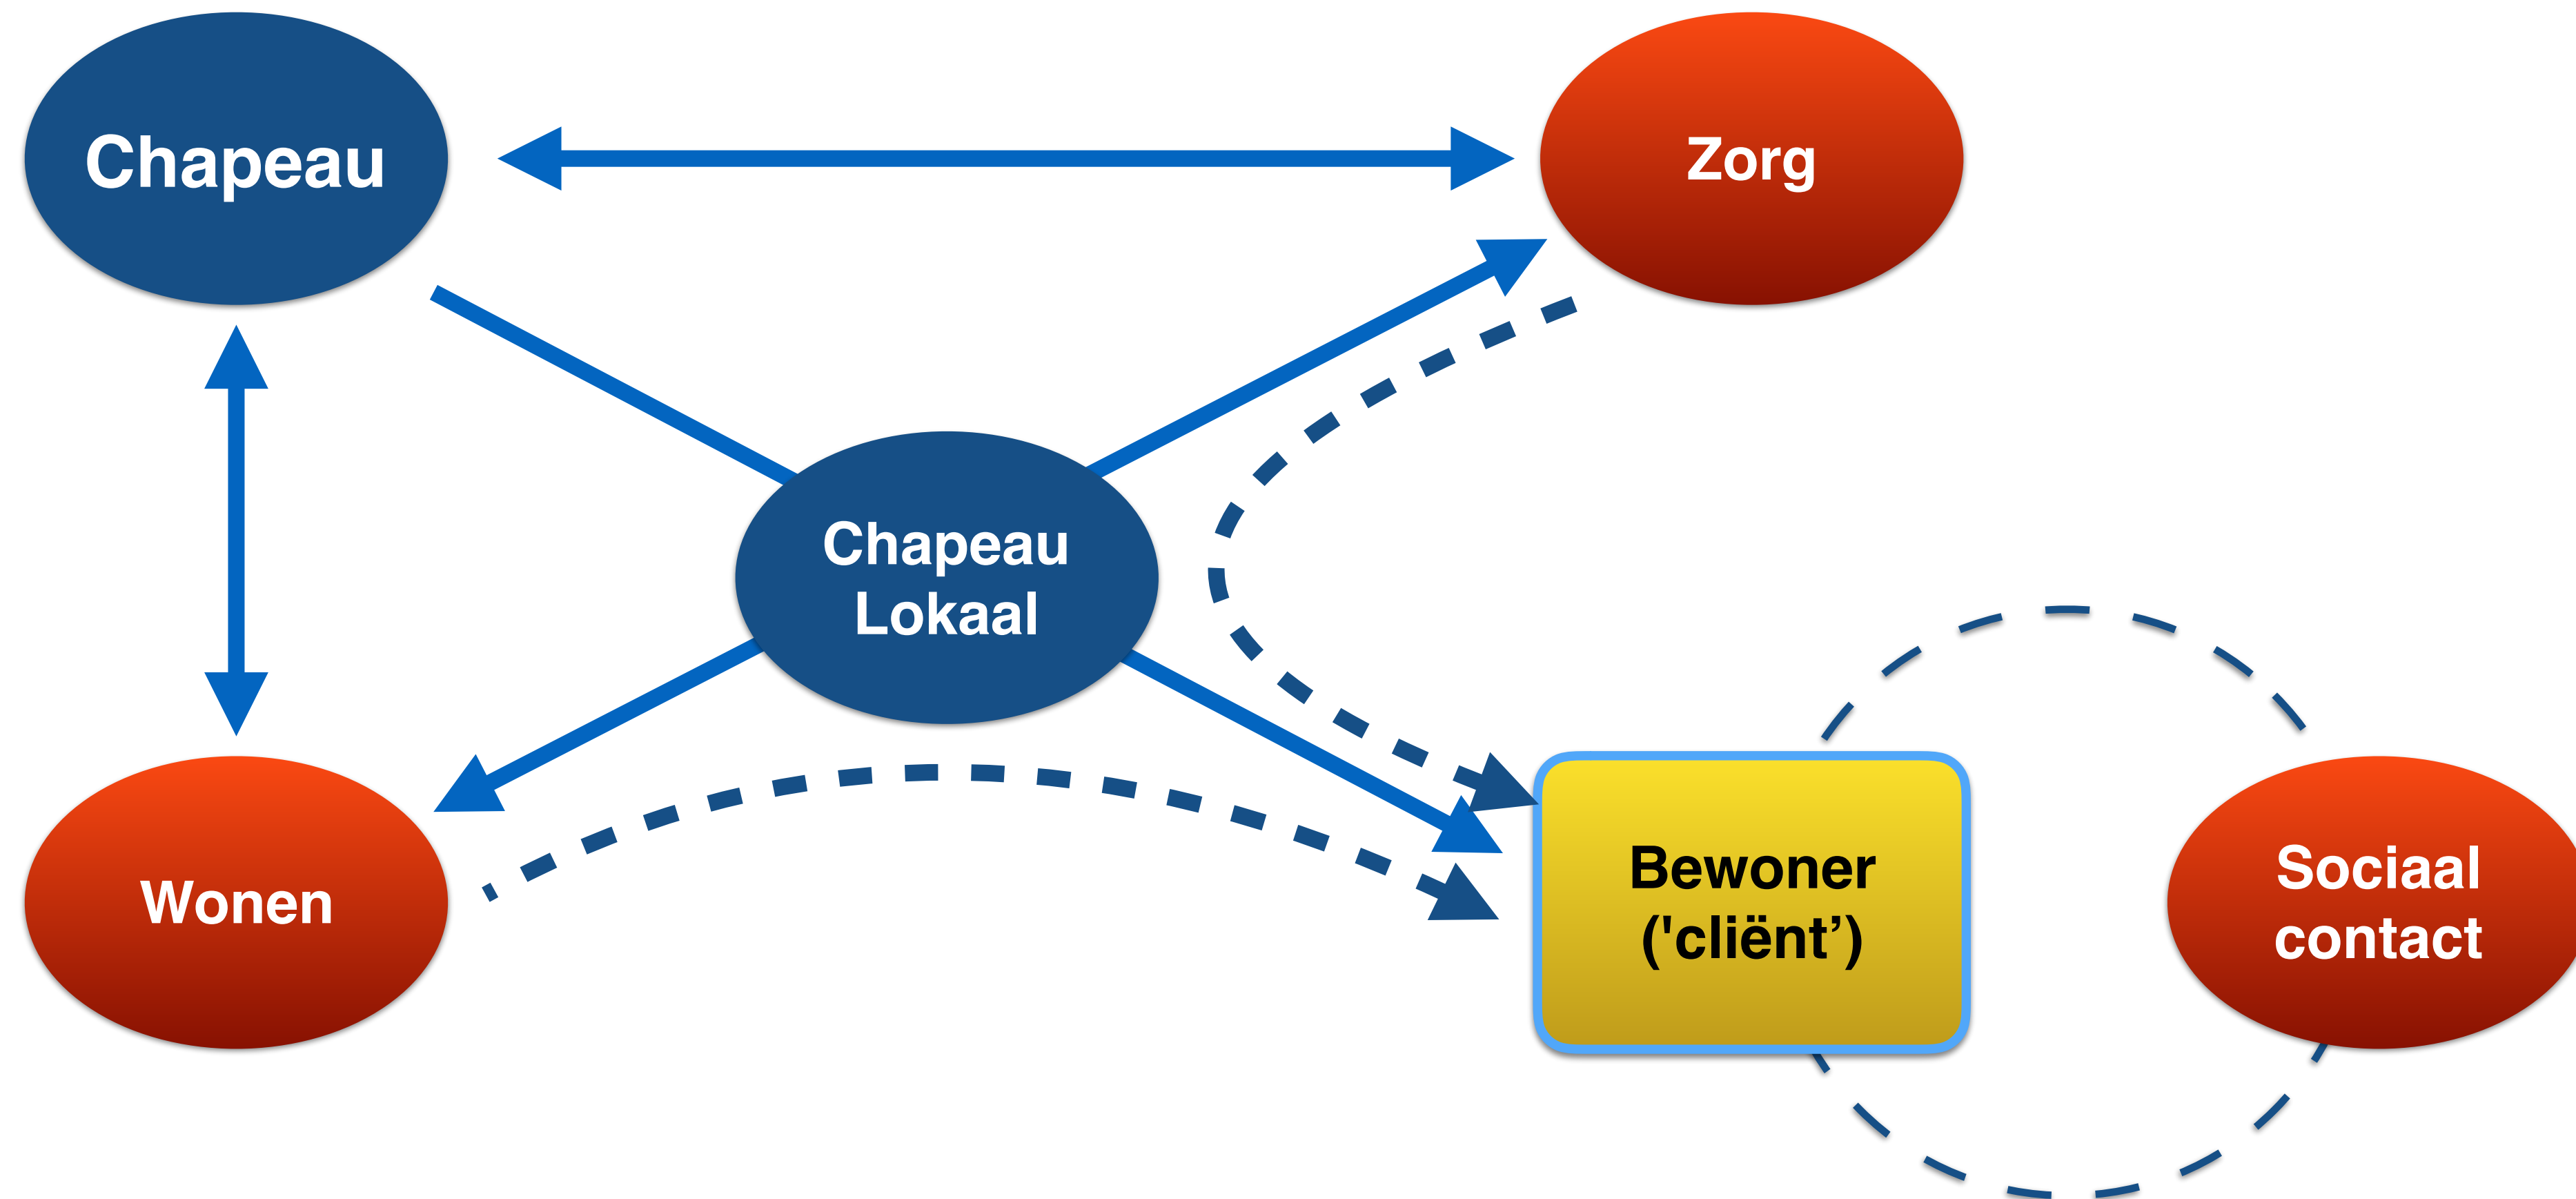 Chapeau
Zorg
Chapeau
Lokaal
Wonen
Bewoner
('cliënt’)
Sociaal
contact